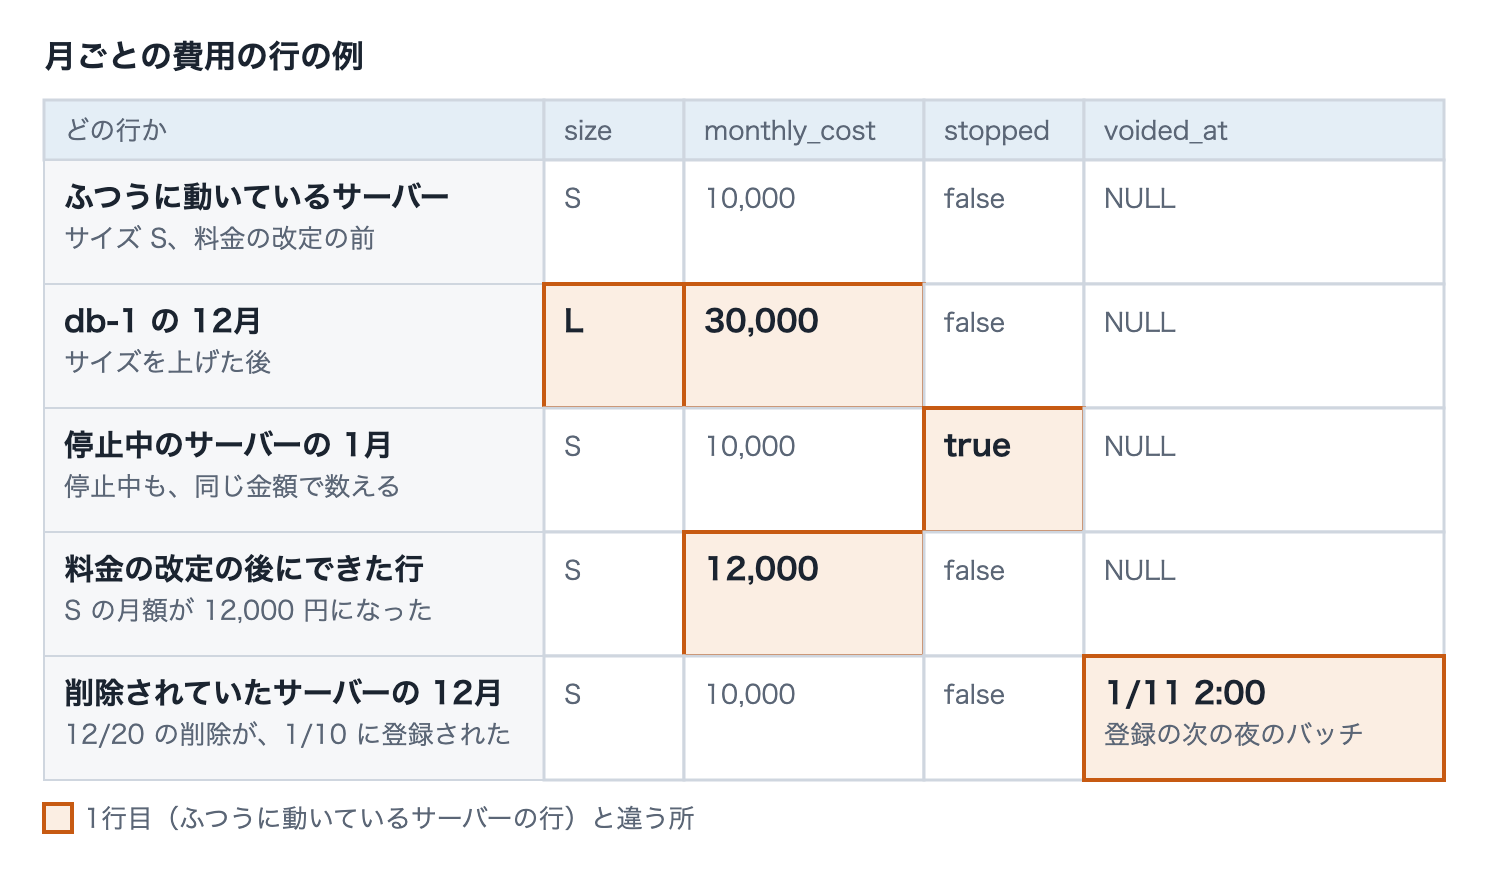 月ごとの費用の行の例
どの行か size monthly_cost stopped voided_at
ふつうに動いているサーバー S 10,000 false NULL
サイズ S、料金の改定の前
db-1 の 12月 L 30,000 false NULL
サイズを上げた後
停止中のサーバーの 1月 S 10,000 true NULL
停止中も、同じ金額で数える
料金の改定の後にできた行 S 12,000 false NULL
S の月額が 12,000 円になった
削除されていたサーバーの 12月 S 10,000 false 1/11 2:00
12/20 の削除が、1/10 に登録された 登録の次の夜のバッチ
1行目（ふつうに動いているサーバーの行）と違う所